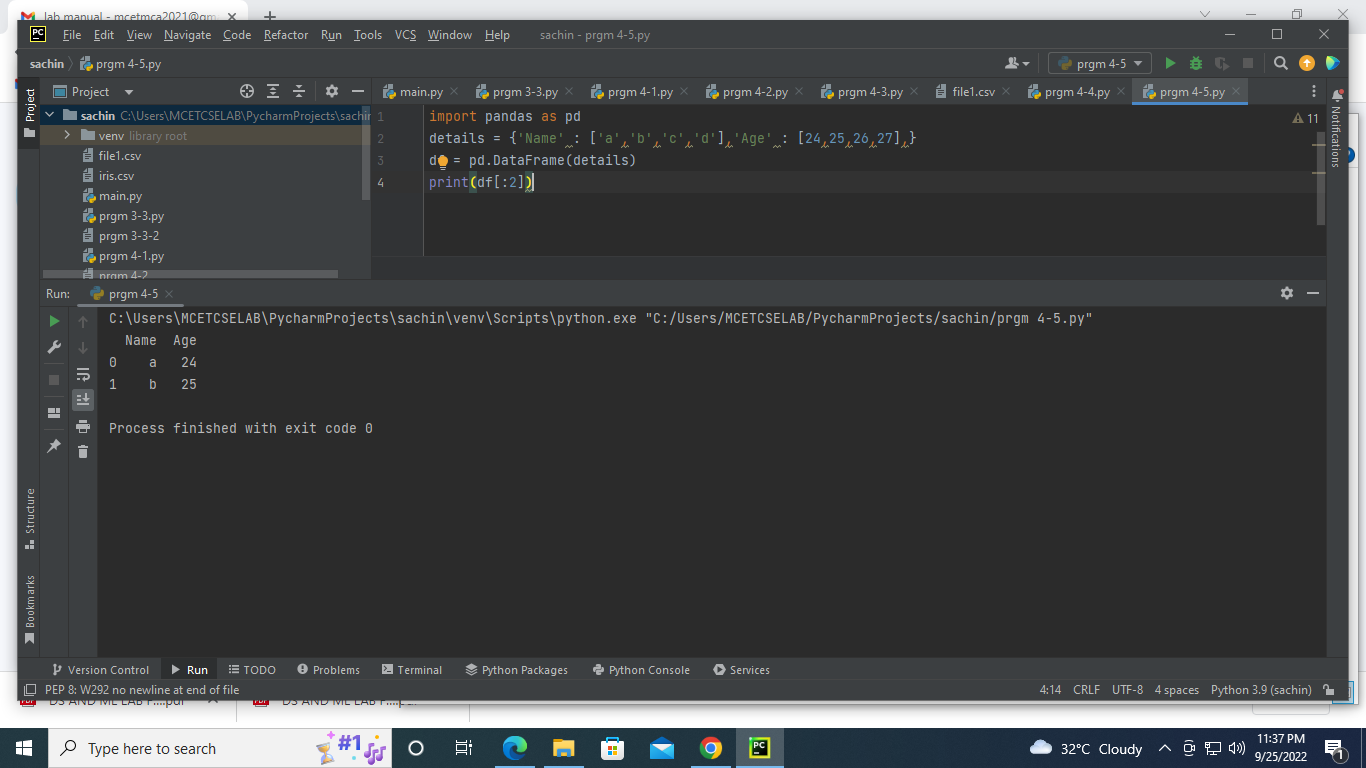 lab manual - mcetmca2021@gm
File Edit View Navigate Code Refactor Run Tools VCS Window Help sachin - prgm 4-5.py
sachin prgm 4-5.py
prgm 4-5
Project
main.py prgm 3-3.py prgm 4-1.py prgm 4-2.py prgm 4-3.py file1.csv prgm 4-4.py prgm 4-5.py
Project
sachin C:\Users\MCETCSELAB\PycharmProjects\sachin
venv library root
file1.csv
iris.csv
main.py
prgm 3-3.py
prgm 3-3-2
prgm 4-1.py
prgm 4-2
1 import pandas as pd
2 details = {'Name' : ['a','b','c','d'],'Age' : [24,25,26,27],}
3 d = pd.DataFrame(details)
4 print(df[:2])
11
Notifications
Run: prgm 4-5
C:\Users\MCETCSELAB\PycharmProjects\sachin\venv\Scripts\python.exe "C:/Users/MCETCSELAB/PycharmProjects/sachin/prgm 4-5.py"
Name Age
0 a 24
1 b 25
Process finished with exit code 0
Structure
Bookmarks
Version Control Run TODO Problems Terminal Python Packages Python Console Services
PEP 8: W292 no newline at end of file
4:14 CRLF UTF-8 4 spaces Python 3.9 (sachin)
DS AND ML LAB P....pdf
DS AND ML LAB P....pdf
Type here to search
#1
PC
32°C Cloudy
11:37 PM
9/25/2022
1